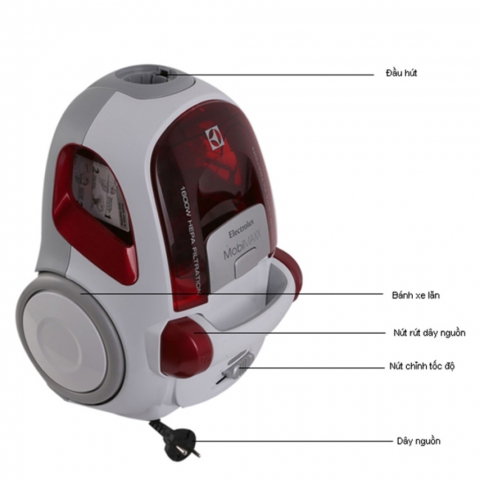 Đầu hút
1800W HEPA FILTRATION
Electrolux
MobiMAX
Bánh xe lăn
Nút rút dây nguồn
Nút chỉnh tốc độ
Dây nguồn